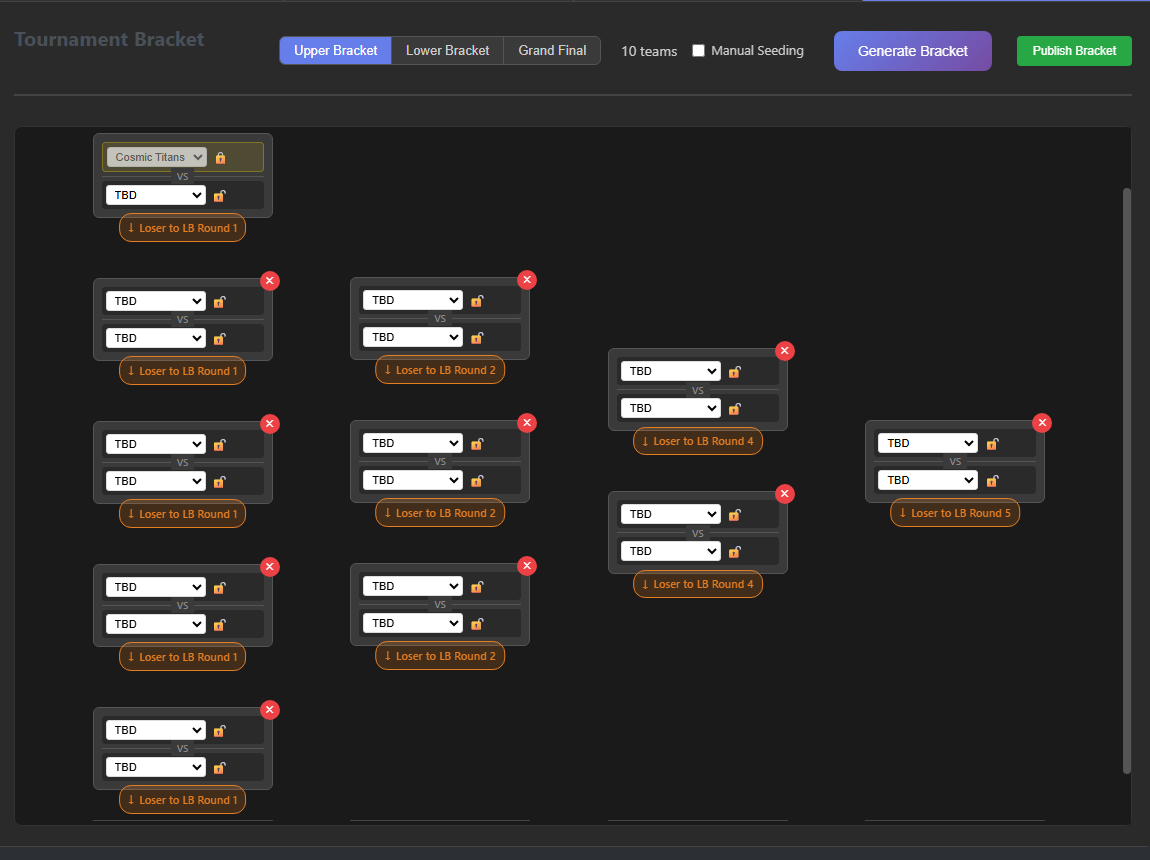 Tournament Bracket
Upper Bracket Lower Bracket Grand Final 10 teams Manual Seeding Generate Bracket Publish Bracket
Cosmic Titans
VS
TBD
↓ Loser to LB Round 1
TBD
VS
TBD
↓ Loser to LB Round 1
TBD
VS
TBD
↓ Loser to LB Round 1
TBD
VS
TBD
↓ Loser to LB Round 1
TBD
VS
TBD
↓ Loser to LB Round 1
TBD
VS
TBD
↓ Loser to LB Round 2
TBD
VS
TBD
↓ Loser to LB Round 2
TBD
VS
TBD
↓ Loser to LB Round 2
TBD
VS
TBD
↓ Loser to LB Round 4
TBD
VS
TBD
↓ Loser to LB Round 4
TBD
VS
TBD
↓ Loser to LB Round 5